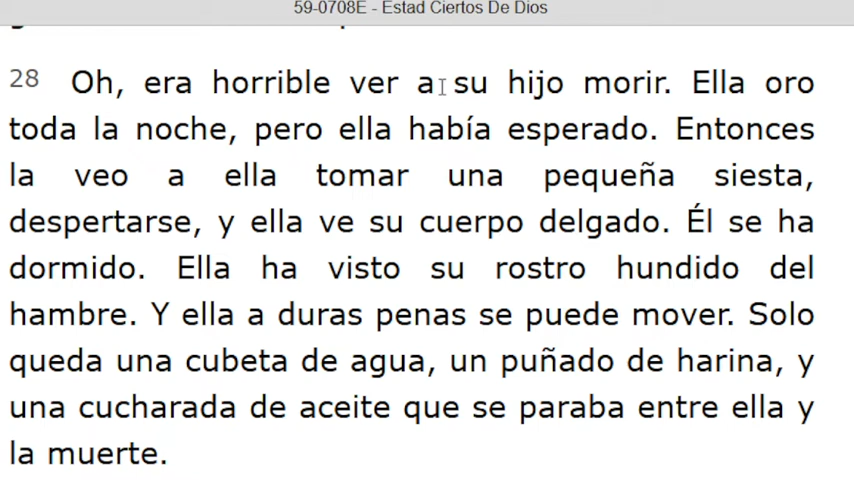 59-0708E - Estad Ciertos De Dios
28 Oh, era horrible ver a su hijo morir. Ella oro
toda la noche, pero ella había esperado. Entonces
la veo a ella tomar una pequeña siesta,
despertarse, y ella ve su cuerpo delgado. Él se ha
dormido. Ella ha visto su rostro hundido del
hambre. Y ella a duras penas se puede mover. Solo
queda una cubeta de agua, un puñado de harina, y
una cucharada de aceite que se paraba entre ella y
la muerte.